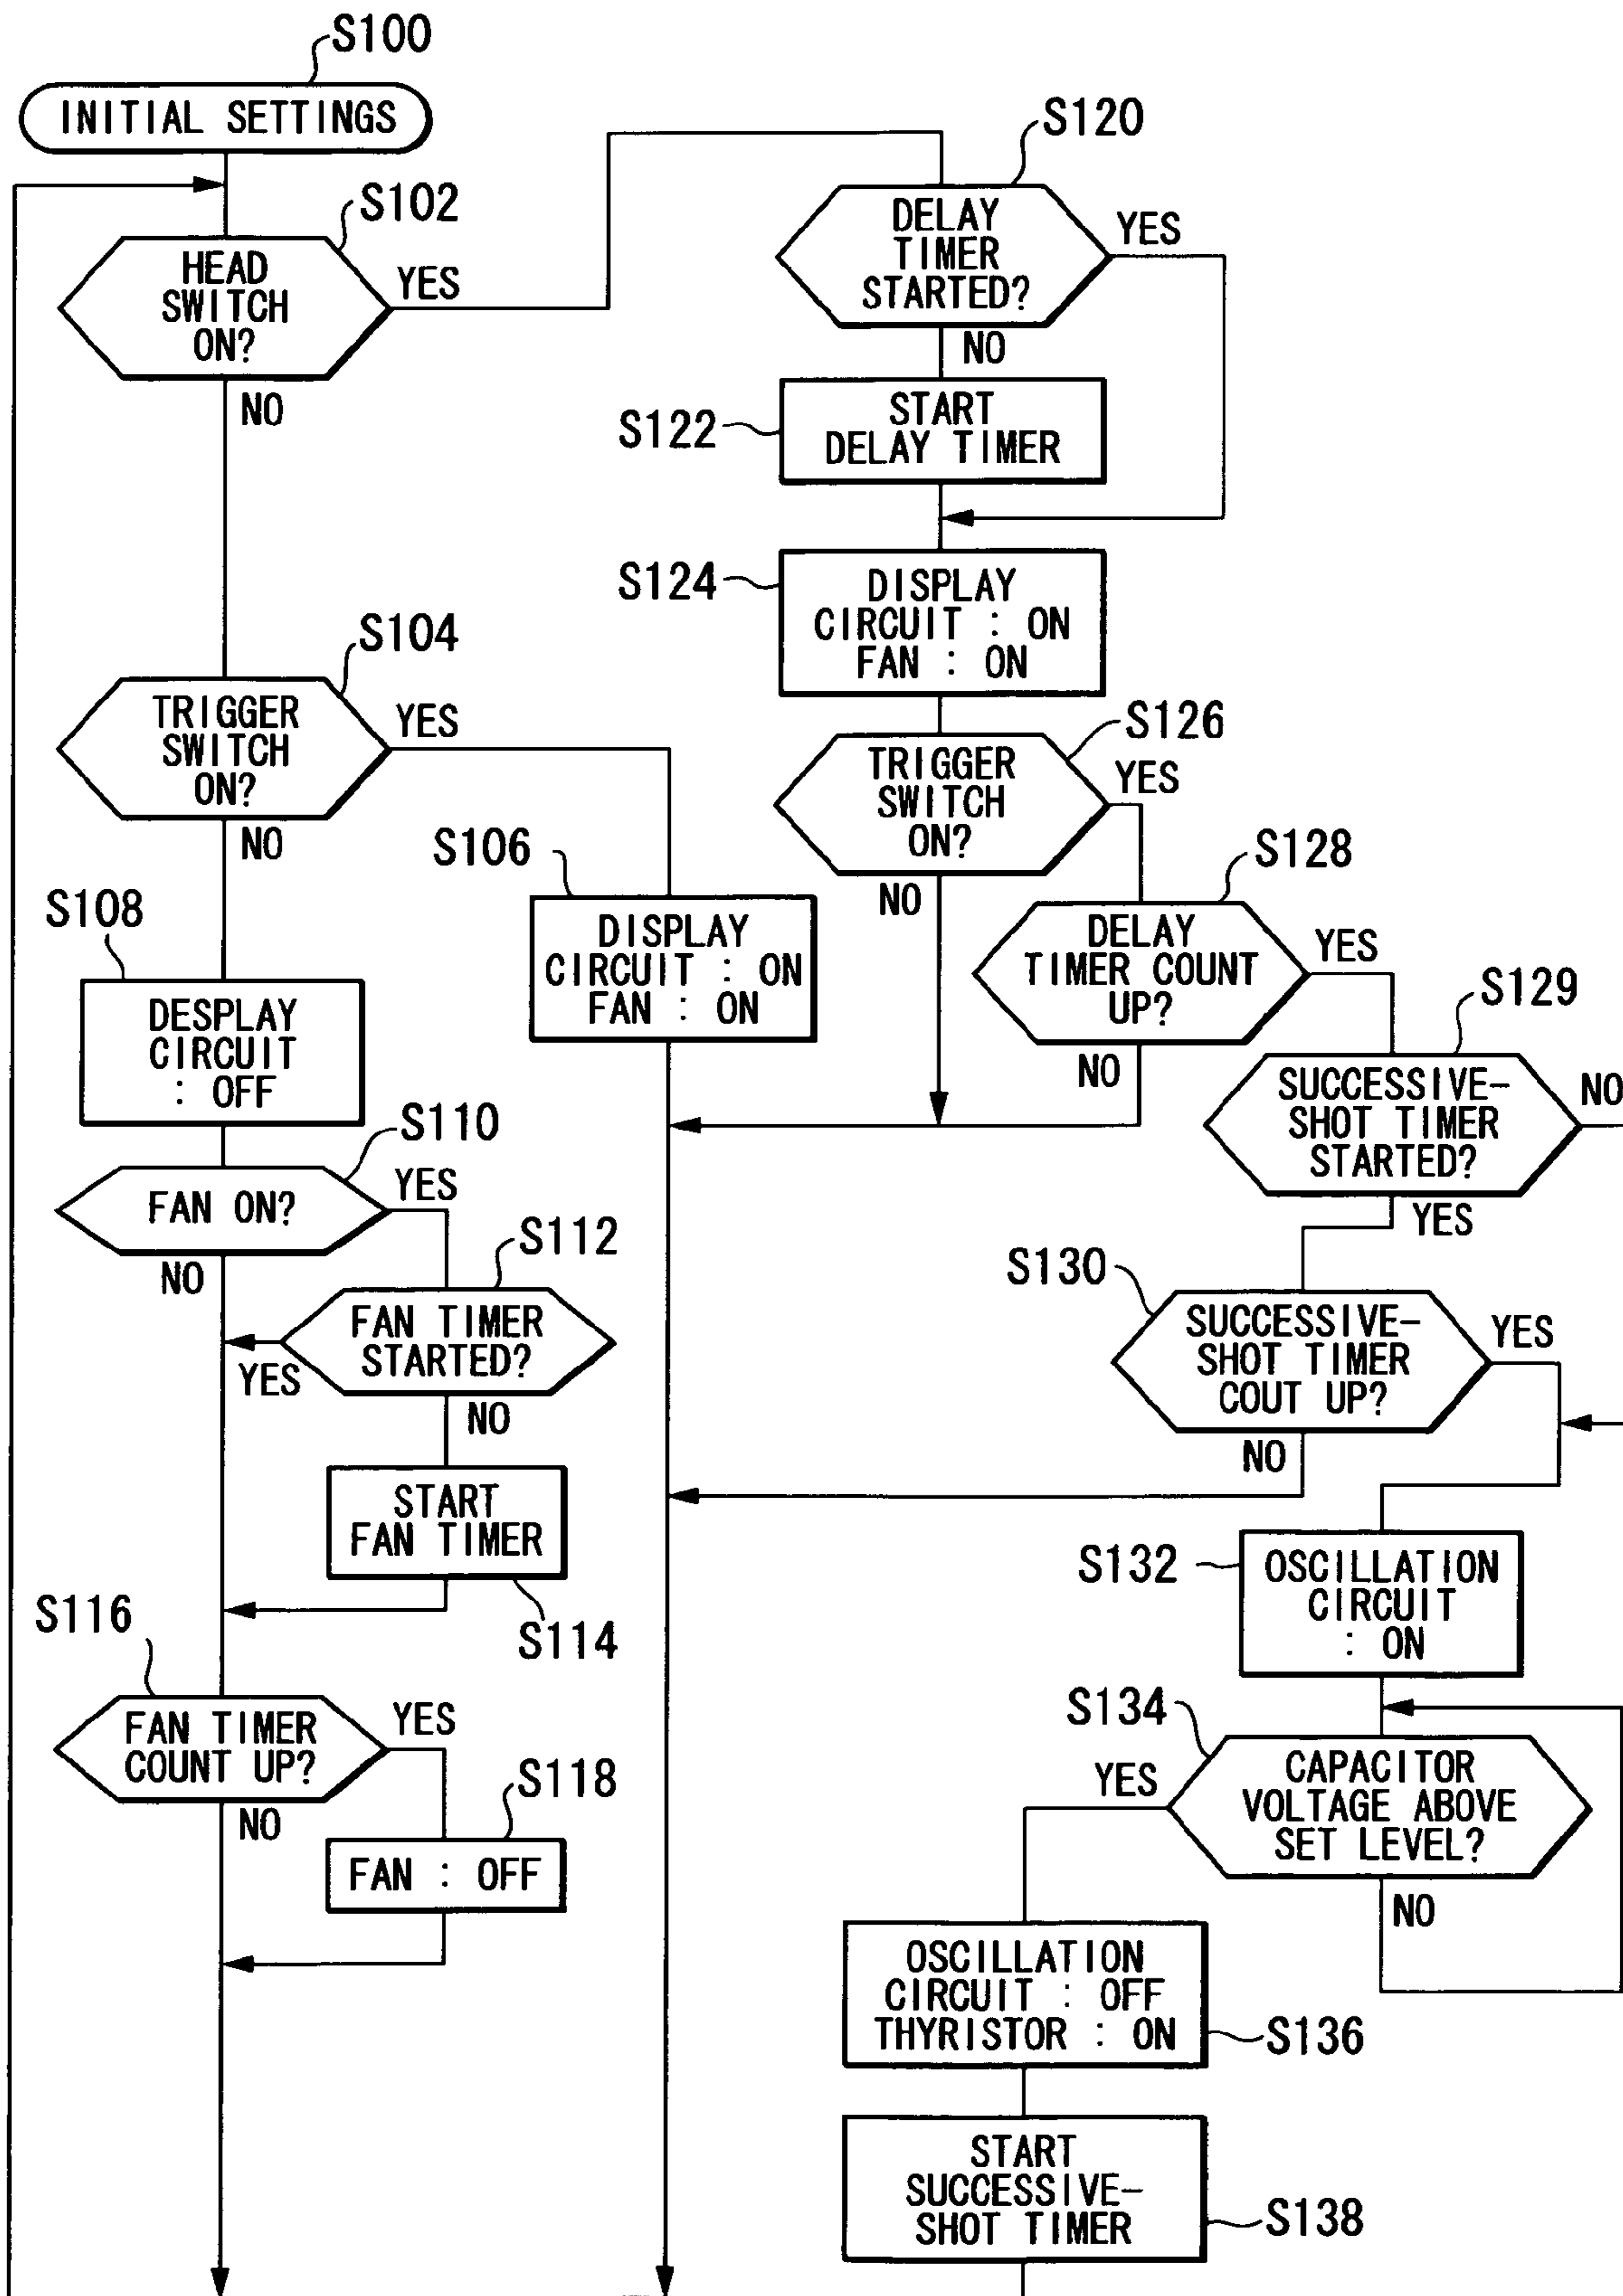 S100
INITIAL SETTINGS
S102
HEAD
SWITCH
ON?
YES
NO
S104
TRIGGER
SWITCH
ON?
YES
NO
S106
DISPLAY
CIRCUIT : ON
FAN : ON
S108
DESPLAY
CIRCUIT
: OFF
S110
FAN ON?
YES
NO
S112
FAN TIMER
STARTED?
YES
NO
START
FAN TIMER
S114
S116
FAN TIMER
COUNT UP?
YES
NO
S118
FAN : OFF
S120
DELAY
TIMER
STARTED?
YES
NO
S122
START
DELAY TIMER
S124
DISPLAY
CIRCUIT : ON
FAN : ON
S126
TRIGGER
SWITCH
ON?
YES
NO
S128
DELAY
TIMER COUNT
UP?
YES
NO
S129
SUCCESSIVE-
SHOT TIMER
STARTED?
NO
YES
S130
SUCCESSIVE-
SHOT TIMER
COUT UP?
YES
NO
S132
OSCILLATION
CIRCUIT
: ON
S134
CAPACITOR
VOLTAGE ABOVE
SET LEVEL?
YES
NO
OSCILLATION
CIRCUIT : OFF
THYRISTOR : ON
S136
START
SUCCESSIVE-
SHOT TIMER
S138